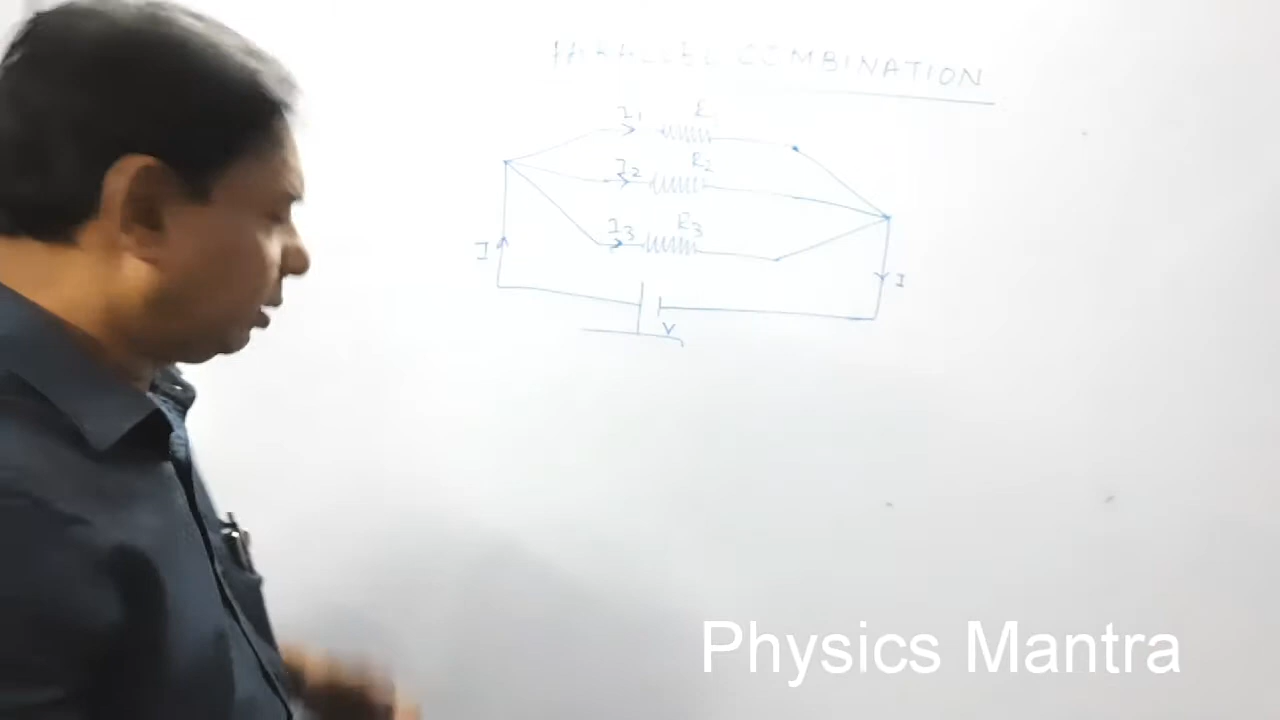 PARALLEL COMBINATION
I1 R1
I2 R2
I3 R3
I I
V
Physics Mantra